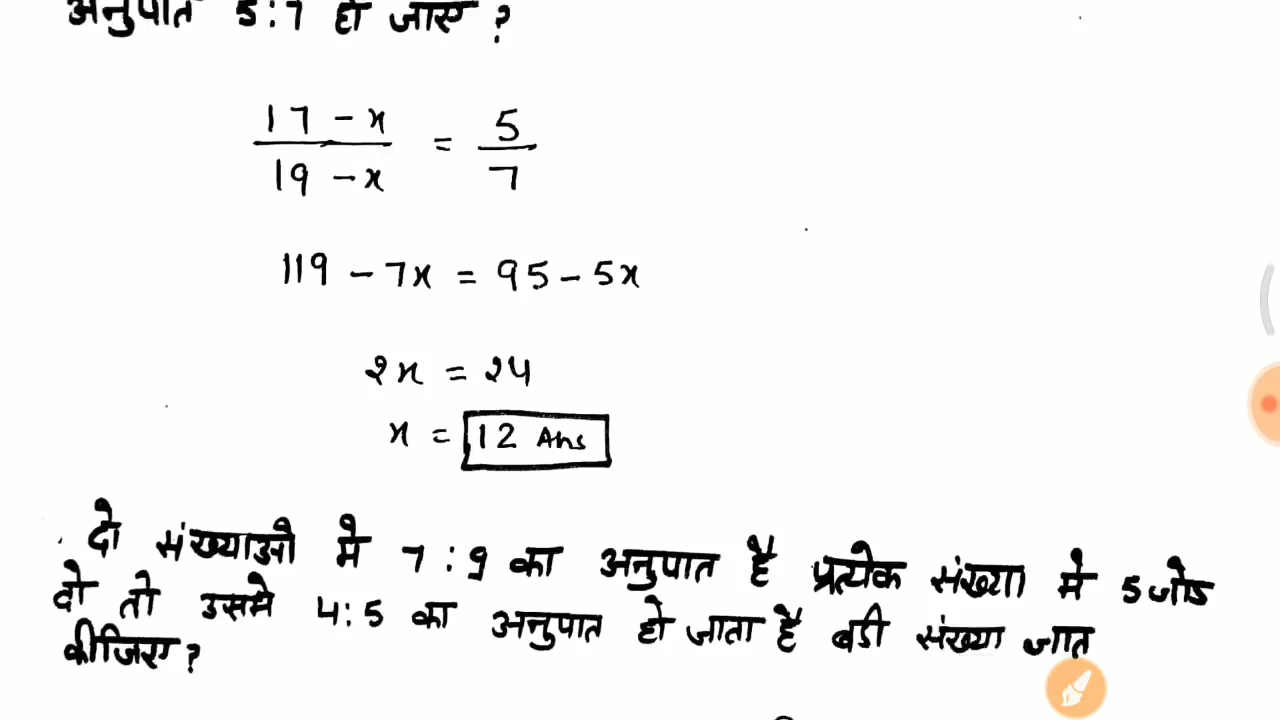 अनुपात 5:7 हो जाए ?
17 - x / 19 - x = 5 / 7
119 - 7x = 95 - 5x
2x = 24
x = 12 Ans
दो संख्याओ मे 7 : 9 का अनुपात है प्रत्येक संख्या मे 5 जोड
दो तो उसमे 4:5 का अनुपात हो जाता है बडी संख्या ज्ञात
कीजिए ?